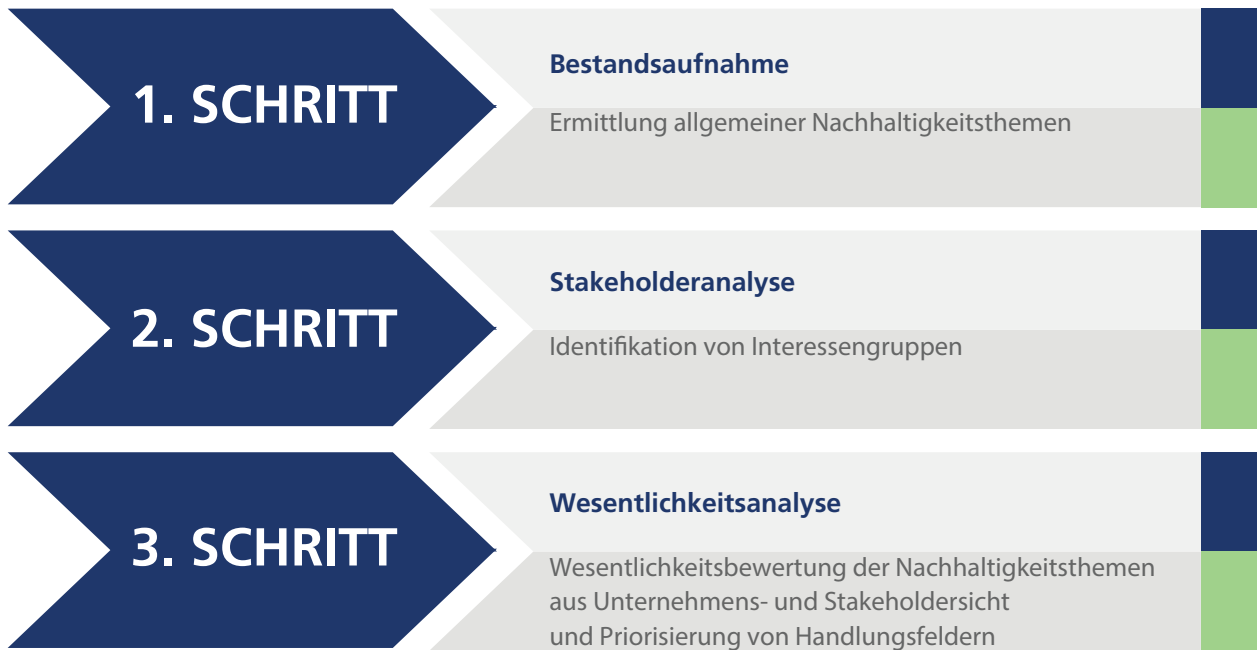 1. SCHRITT
Bestandsaufnahme
Ermittlung allgemeiner Nachhaltigkeitsthemen
2. SCHRITT
Stakeholderanalyse
Identifikation von Interessengruppen
3. SCHRITT
Wesentlichkeitsanalyse
Wesentlichkeitsbewertung der Nachhaltigkeitsthemen
aus Unternehmens- und Stakeholdersicht
und Priorisierung von Handlungsfeldern